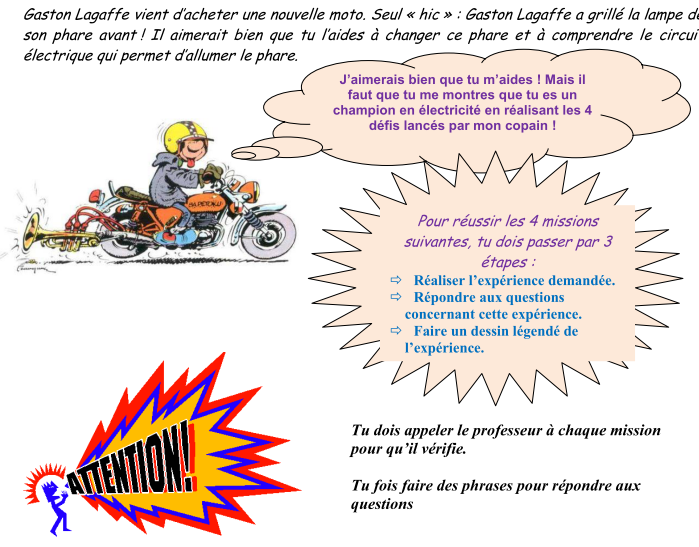 Gaston Lagaffe vient d’acheter une nouvelle moto. Seul « hic » : Gaston Lagaffe a grillé la lampe de
son phare avant ! Il aimerait bien que tu l’aides à changer ce phare et à comprendre le circui
électrique qui permet d’allumer le phare.
J’aimerais bien que tu m’aides ! Mais il
faut que tu me montres que tu es un
champion en électricité en réalisant les 4
défis lancés par mon copain !
Pour réussir les 4 missions
suivantes, tu dois passer par 3
étapes :
⇨ Réaliser l’expérience demandée.
⇨ Répondre aux questions
concernant cette expérience.
⇨ Faire un dessin légendé de
l’expérience.
ATTENTION!!
Tu dois appeler le professeur à chaque mission
pour qu’il vérifie.
Tu fois faire des phrases pour répondre aux
questions